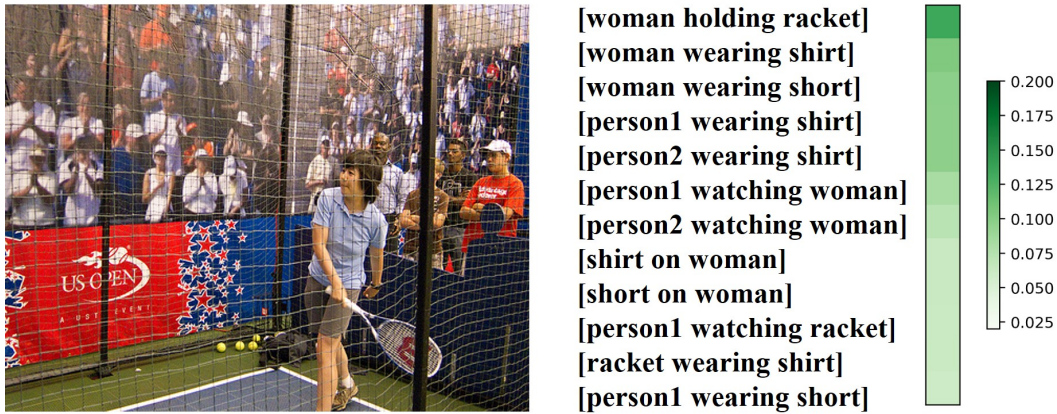 [woman holding racket]
[woman wearing shirt]
[woman wearing short]
[person1 wearing shirt]
[person2 wearing shirt]
[person1 watching woman]
[person2 watching woman]
[shirt on woman]
[short on woman]
[person1 watching racket]
[racket wearing shirt]
[person1 wearing short]
0.200
0.175
0.150
0.125
0.100
0.075
0.050
0.025
US OPEN
A USTA EVENT